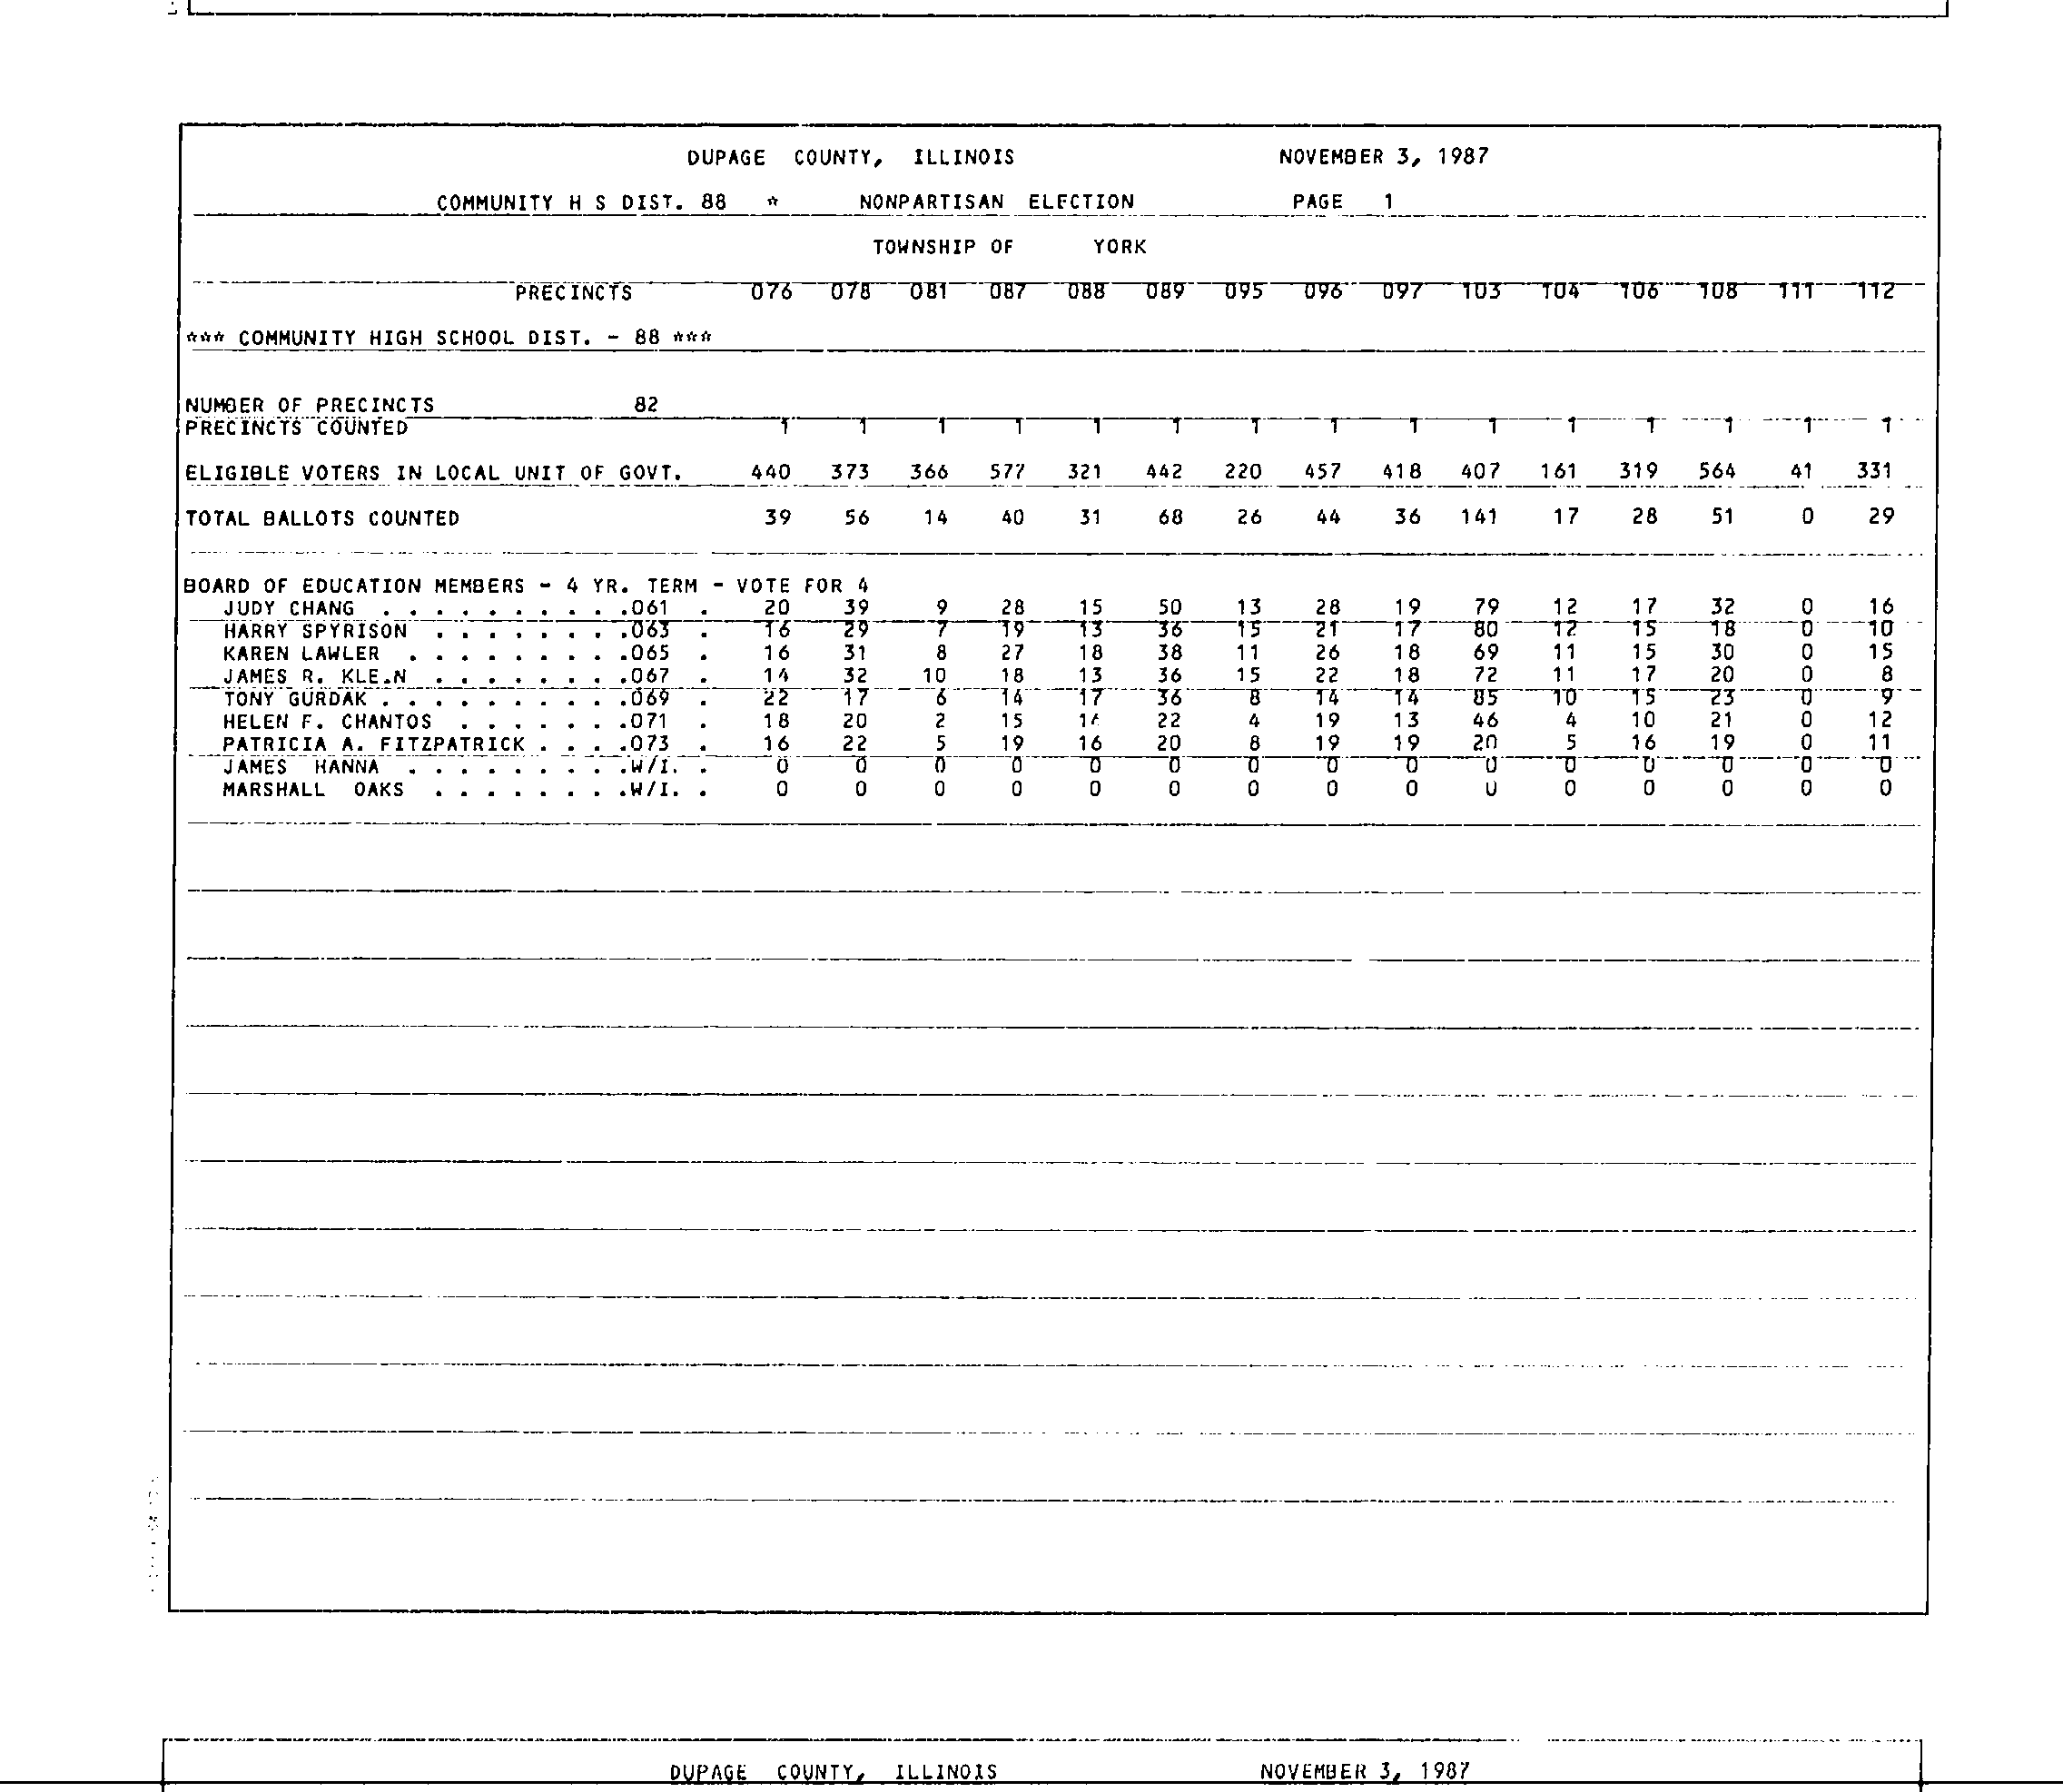 DUPAGE COUNTY, ILLINOIS NOVEMBER 3, 1987
COMMUNITY H S DIST. 88 * NONPARTISAN ELECTION PAGE 1
TOWNSHIP OF YORK
PRECINCTS 076 078 081 087 088 089 095 096 097 103 104 106 108 111 112
*** COMMUNITY HIGH SCHOOL DIST. - 88 ***
NUMBER OF PRECINCTS 82
PRECINCTS COUNTED 1 1 1 1 1 1 1 1 1 1 1 1 1 1 1
ELIGIBLE VOTERS IN LOCAL UNIT OF GOVT. 440 373 366 577 321 442 220 457 418 407 161 319 564 41 331
TOTAL BALLOTS COUNTED 39 56 14 40 31 68 26 44 36 141 17 28 51 0 29
BOARD OF EDUCATION MEMBERS - 4 YR. TERM - VOTE FOR 4
JUDY CHANG . . . . . . . . . .061 . 20 39 9 28 15 50 13 28 19 79 12 17 32 0 16
HARRY SPYRISON . . . . . . . .063 . 16 29 7 19 13 36 15 21 17 80 12 15 18 0 10
KAREN LAWLER . . . . . . . . .065 . 16 31 8 27 18 38 11 26 18 69 11 15 30 0 15
JAMES R. KLE.N . . . . . . . .067 . 14 32 10 18 13 36 15 22 18 72 11 17 20 0 8
TONY GURDAK . . . . . . . . . .069 . 22 17 6 14 17 36 8 14 14 85 10 15 23 0 9
HELEN F. CHANTOS . . . . . . .071 . 18 20 2 15 22 4 19 13 46 4 10 21 0 12
PATRICIA A. FITZPATRICK . . . .073 . 16 22 5 19 16 20 8 19 19 20 5 16 19 0 11
JAMES HANNA . . . . . . . . .W/I. . 0 0 0 0 0 0 0 0 0 0 0 0 0 0 0
MARSHALL OAKS . . . . . . . .W/I. . 0 0 0 0 0 0 0 0 0 0 0 0 0 0 0
DUPAGE COUNTY, ILLINOIS NOVEMBER 3, 1987